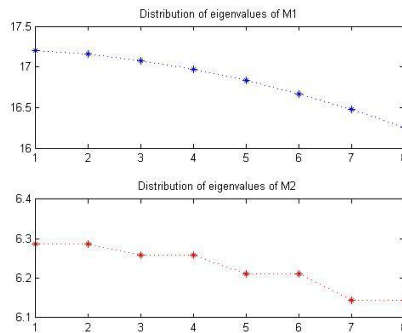 Distribution of eigenvalues of M1
17.5
17
16.5
16
1 2 3 4 5 6 7 8
Distribution of eigenvalues of M2
6.4
6.3
6.2
6.1
1 2 3 4 5 6 7 8